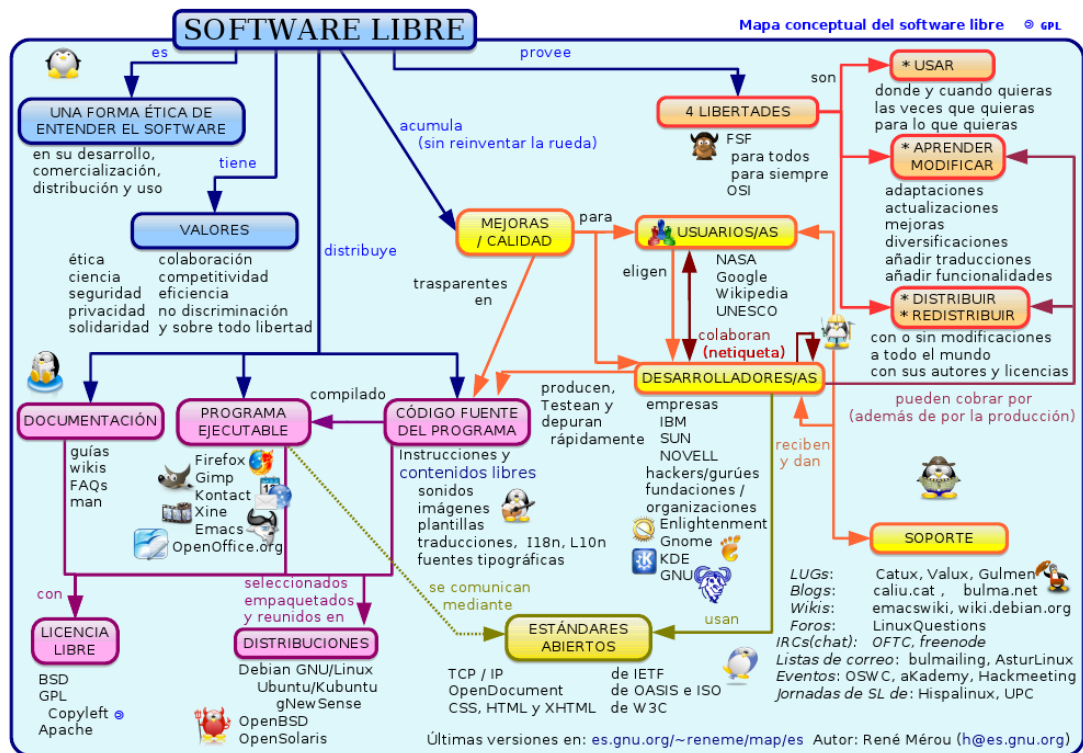 SOFTWARE LIBRE
Mapa conceptual del software libre GPL
es
provee
UNA FORMA ÉTICA DE
ENTENDER EL SOFTWARE
en su desarrollo,
comercialización,
distribución y uso
tiene
VALORES
ética
ciencia
seguridad
privacidad
solidaridad
colaboración
competitividad
eficiencia
no discriminación
y sobre todo libertad
distribuye
acumula
(sin reinventar la rueda)
4 LIBERTADES
FSF
para todos
para siempre
OSI
son
* USAR
donde y cuando quieras
las veces que quieras
para lo que quieras
* APRENDER
MODIFICAR
adaptaciones
actualizaciones
mejoras
diversificaciones
añadir traducciones
añadir funcionalidades
* DISTRIBUIR
* REDISTRIBUIR
con o sin modificaciones
a todo el mundo
con sus autores y licencias
pueden cobrar por
(además de por la producción)
MEJORAS
/ CALIDAD
para
trasparentes
en
USUARIOS/AS
eligen
NASA
Google
Wikipedia
UNESCO
colaboran
(netiqueta)
DESARROLLADORES/AS
producen,
Testean y
depuran
rápidamente
empresas
IBM
SUN
NOVELL
hackers/gurúes
fundaciones /
organizaciones
Enlightenment
Gnome
KDE
GNU
reciben
y dan
usan
DOCUMENTACIÓN
guías
wikis
FAQs
man
PROGRAMA
EJECUTABLE
Firefox
Gimp
Kontact
Xine
Emacs
OpenOffice.org
compilado
CÓDIGO FUENTE
DEL PROGRAMA
Instrucciones y
contenidos libres
sonidos
imágenes
plantillas
traducciones, I18n, L10n
fuentes tipográficas
con
LICENCIA
LIBRE
BSD
GPL
Copyleft
Apache
seleccionados
empaquetados
y reunidos en
DISTRIBUCIONES
Debian GNU/Linux
Ubuntu/Kubuntu
gNewSense
OpenBSD
OpenSolaris
se comunican
mediante
ESTÁNDARES
ABIERTOS
TCP / IP de IETF
OpenDocument de OASIS e ISO
CSS, HTML y XHTML de W3C
SOPORTE
LUGs: Catux, Valux, Gulmen
Blogs: caliu.cat , bulma.net
Wikis: emacswiki, wiki.debian.org
Foros: LinuxQuestions
IRCs(chat): OFTC, freenode
Listas de correo: bulmailing, AsturLinux
Eventos: OSWC, aKademy, Hackmeeting
Jornadas de SL de: Hispalinux, UPC
Últimas versiones en: es.gnu.org/~reneme/map/es Autor: René Mérou (h@es.gnu.org)